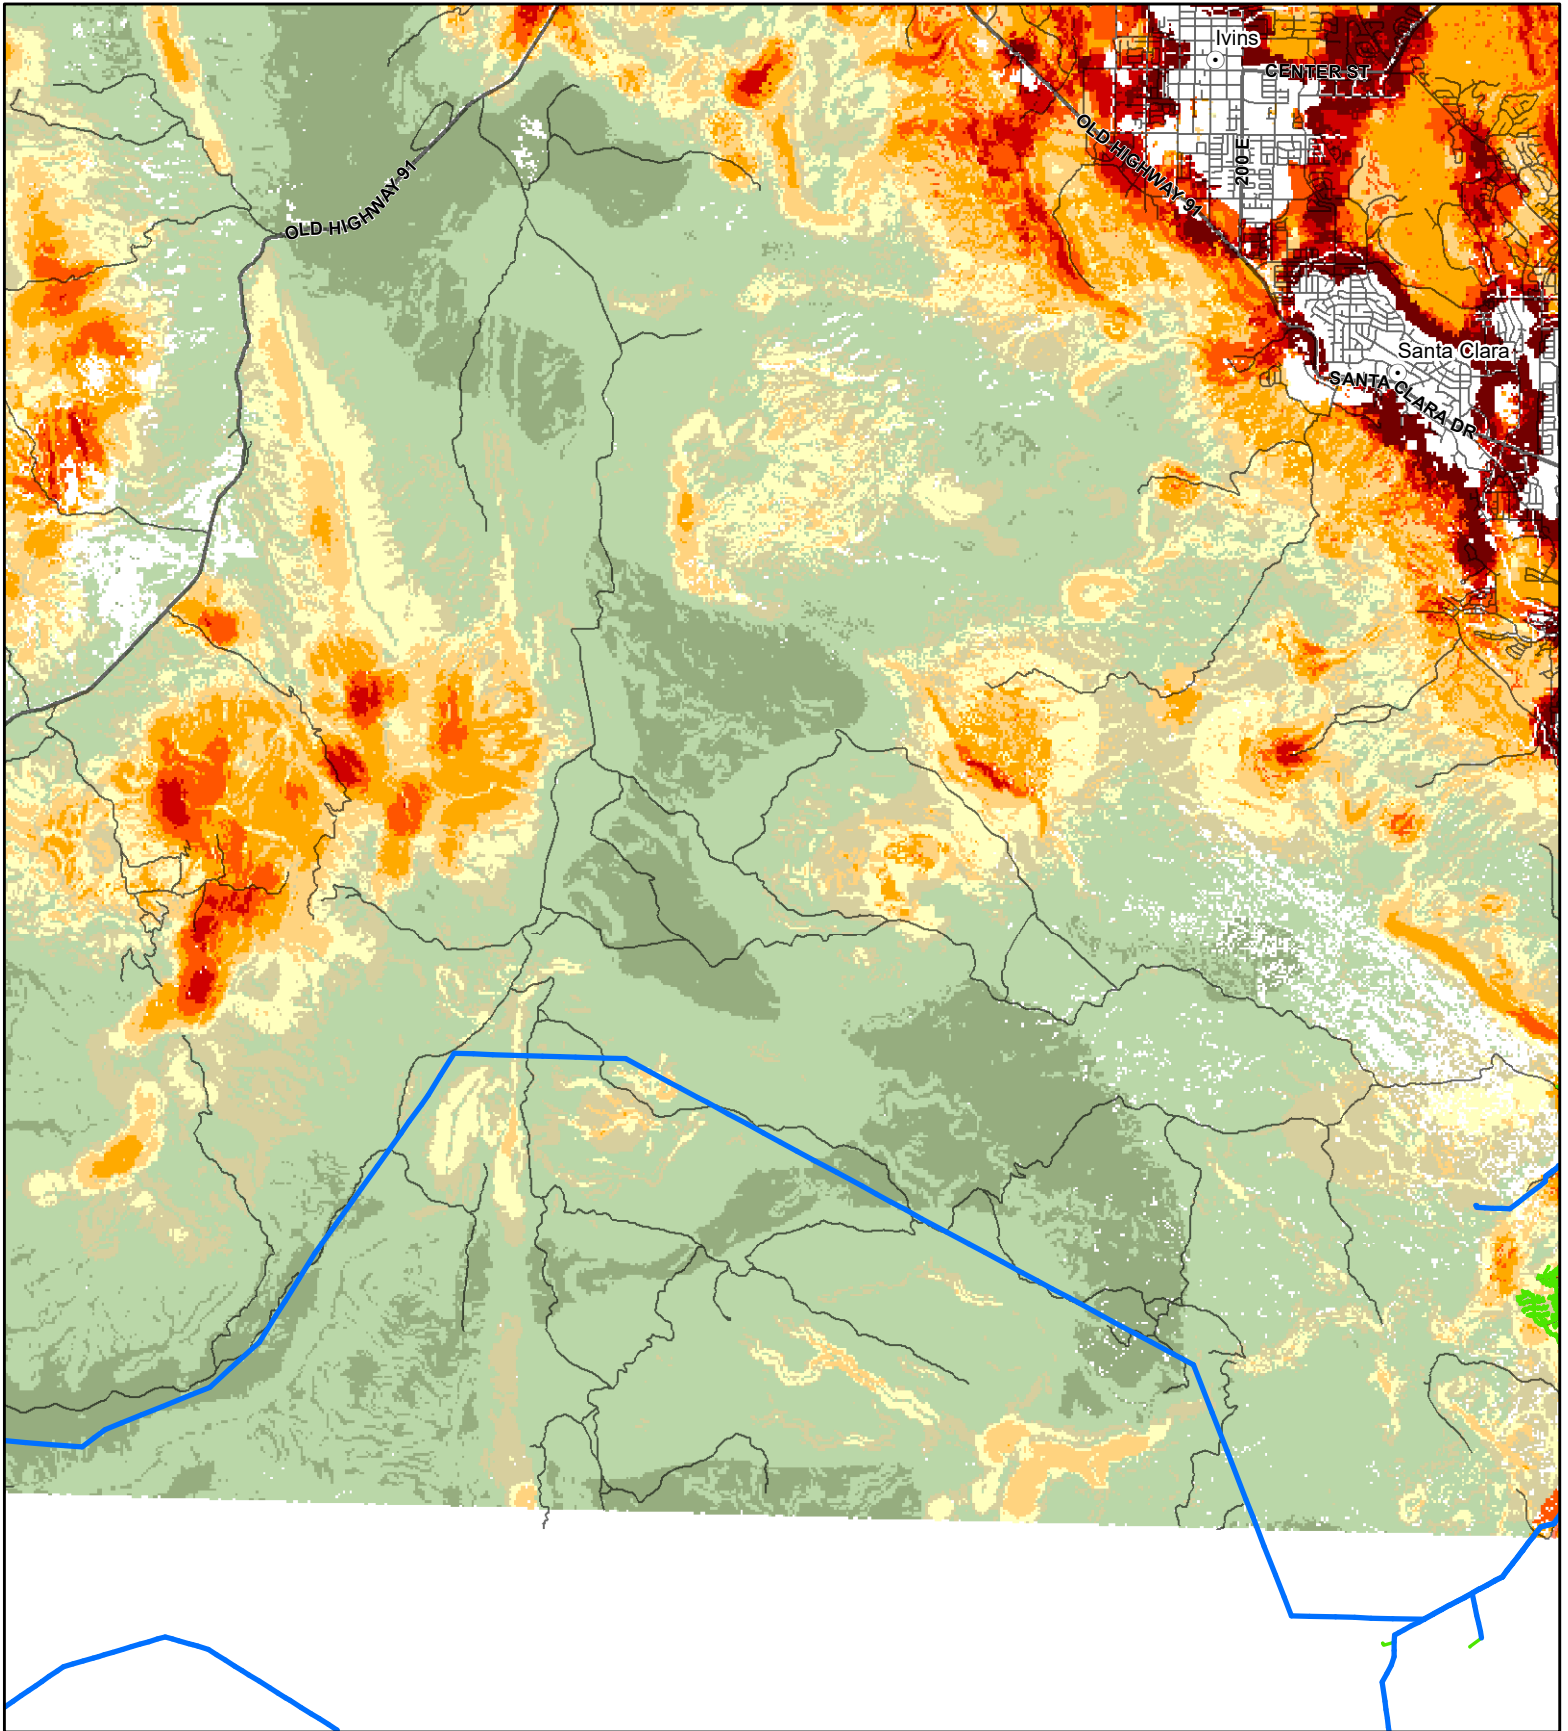 Ivins
CENTER ST
OLD HIGHWAY 91
200 E
OLD HIGHWAY 91
Santa Clara
SANTA CLARA DR